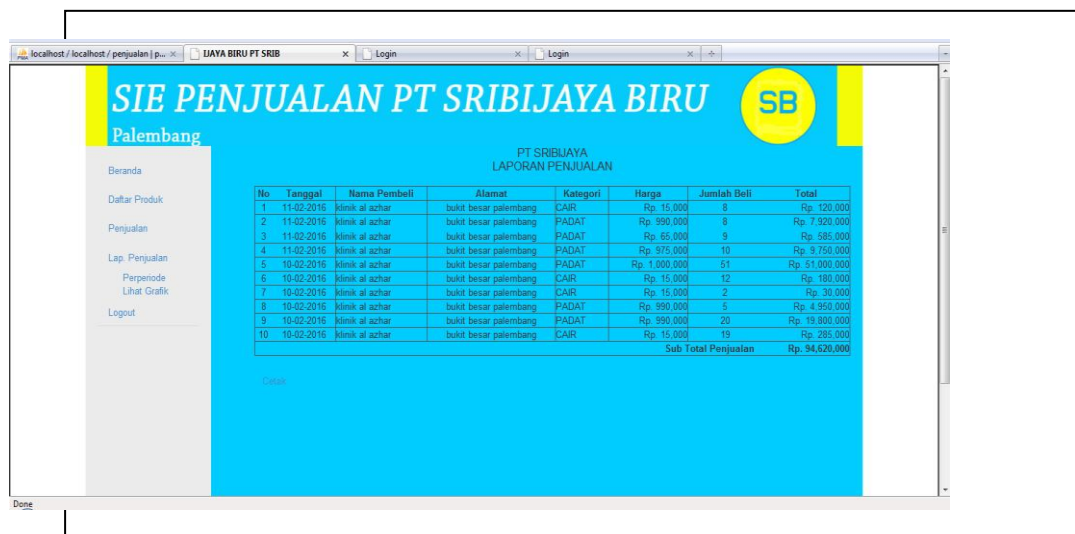 localhost / localhost / penjualan | p... IJAYA BIRU PT SRIB Login Login
SIE PENJUALAN PT SRIBIJAYA BIRU
SB
Palembang
Beranda
Daftar Produk
Penjualan
Lap. Penjualan
Perperiode
Lihat Grafik
Logout
PT SRIBIJAYA
LAPORAN PENJUALAN
No Tanggal Nama Pembeli Alamat Kategori Harga Jumlah Beli Total
1 11-02-2016 klinik al azhar bukit besar palembang CAIR Rp. 15,000 8 Rp. 120,000
2 11-02-2016 klinik al azhar bukit besar palembang PADAT Rp. 990,000 8 Rp. 7,920,000
3 11-02-2016 klinik al azhar bukit besar palembang PADAT Rp. 65,000 9 Rp. 585,000
4 11-02-2016 klinik al azhar bukit besar palembang PADAT Rp. 975,000 10 Rp. 9,750,000
5 10-02-2016 klinik al azhar bukit besar palembang PADAT Rp. 1,000,000 51 Rp. 51,000,000
6 10-02-2016 klinik al azhar bukit besar palembang CAIR Rp. 15,000 12 Rp. 180,000
7 10-02-2016 klinik al azhar bukit besar palembang CAIR Rp. 15,000 2 Rp. 30,000
8 10-02-2016 klinik al azhar bukit besar palembang PADAT Rp. 990,000 5 Rp. 4,950,000
9 10-02-2016 klinik al azhar bukit besar palembang PADAT Rp. 990,000 20 Rp. 19,800,000
10 10-02-2016 klinik al azhar bukit besar palembang CAIR Rp. 15,000 19 Rp. 285,000
Sub Total Penjualan Rp. 94,620,000
Cetak
Done